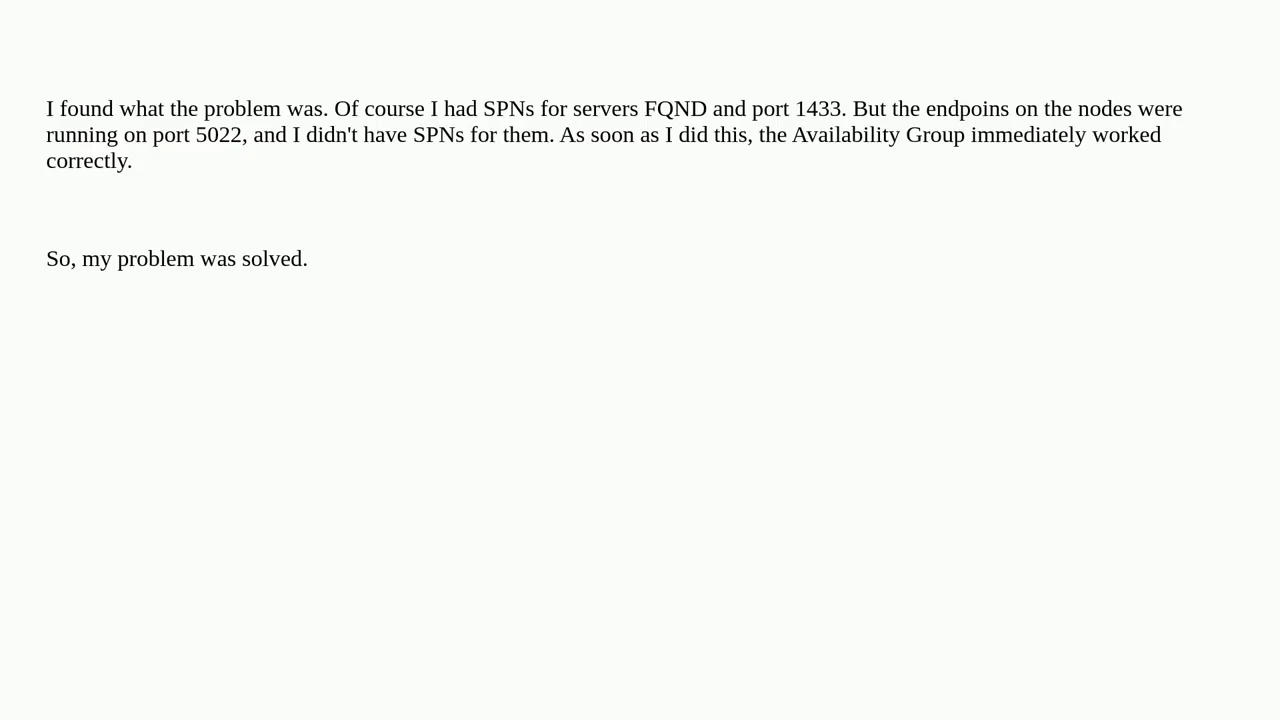 I found what the problem was. Of course I had SPNs for servers FQND and port 1433. But the endpoins on the nodes were
running on port 5022, and I didn't have SPNs for them. As soon as I did this, the Availability Group immediately worked
correctly.
So, my problem was solved.